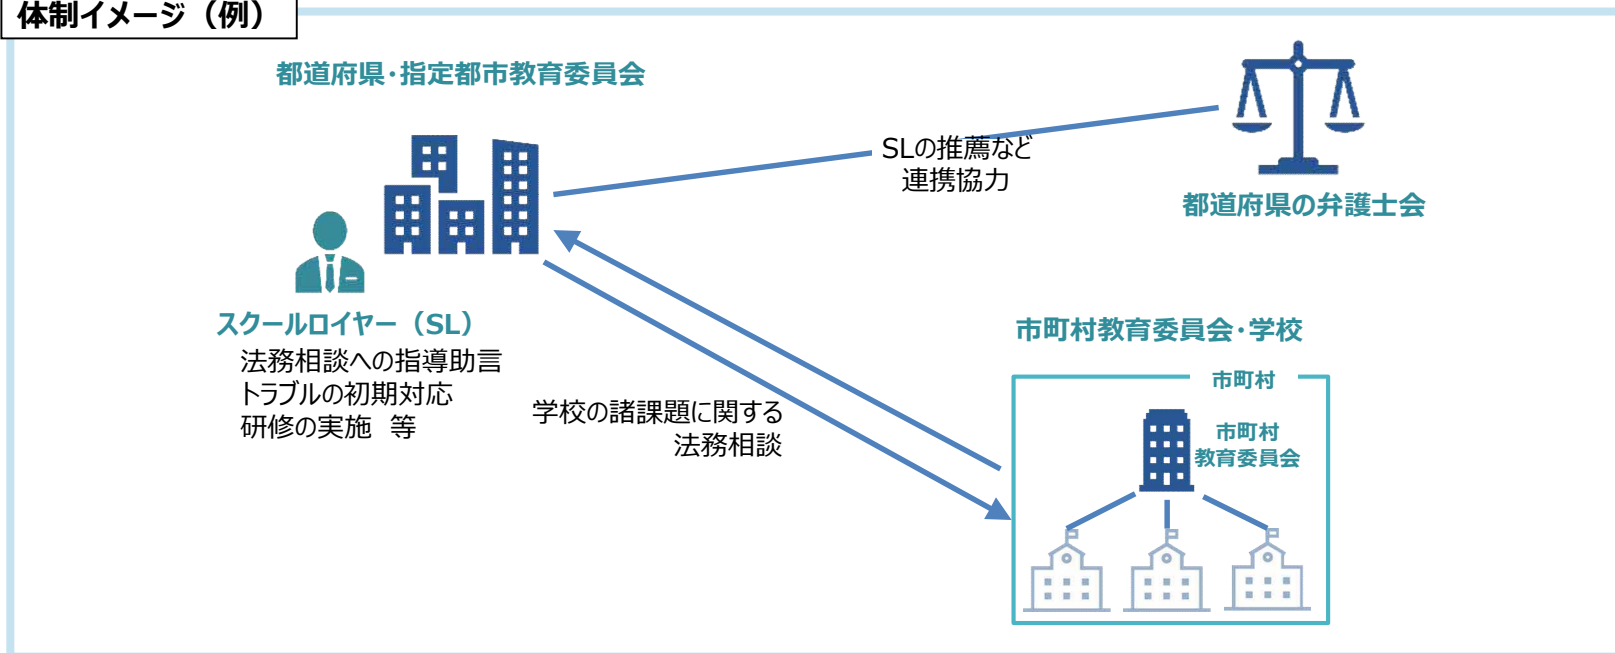 体制イメージ（例）
都道府県・指定都市教育委員会
SLの推薦など
連携協力
都道府県の弁護士会
スクールロイヤー（SL）
法務相談への指導助言
トラブルの初期対応
研修の実施　等
学校の諸課題に関する
法務相談
市町村教育委員会・学校
市町村
市町村
教育委員会